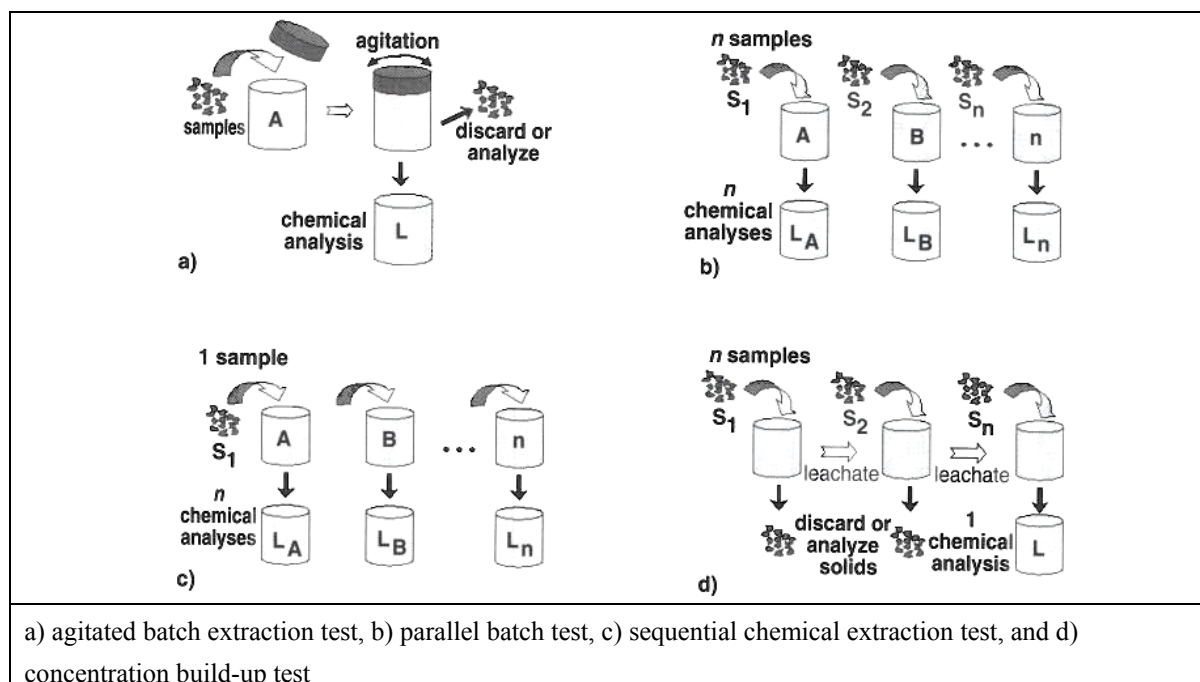 agitation
samples
A
discard or
analyze
chemical
analysis
L
a)
n samples
S1
S2
Sn
A
B
...
n
n
chemical
analyses
LA
LB
Ln
b)
1 sample
S1
A
B
...
n
n
chemical
analyses
LA
LB
Ln
c)
n samples
S1
S2
Sn
leachate
leachate
discard or
analyze
solids
1
chemical
analysis
L
d)
a) agitated batch extraction test, b) parallel batch test, c) sequential chemical extraction test, and d)
concentration build-up test